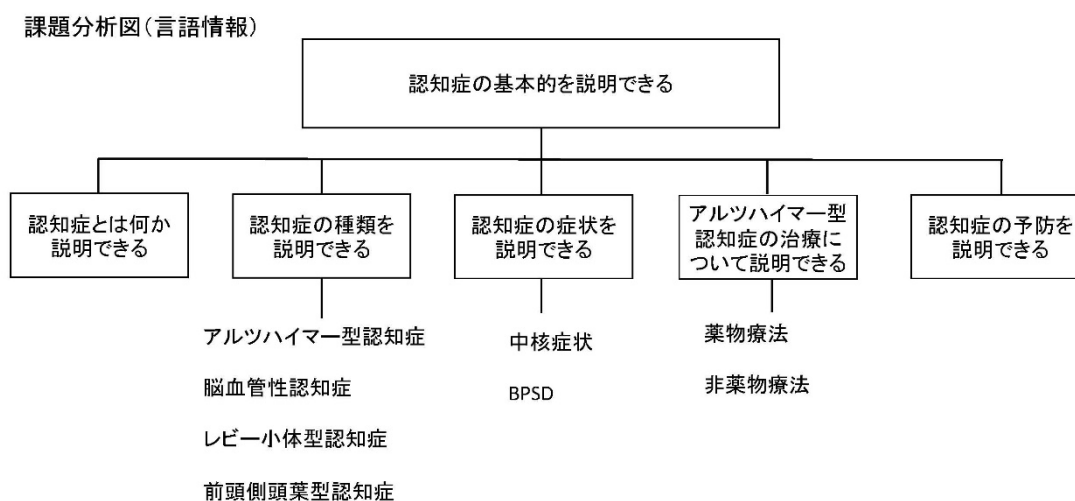 課題分析図(言語情報)
認知症の基本的を説明できる
認知症とは何か
説明できる
認知症の種類を
説明できる
認知症の症状を
説明できる
アルツハイマー型
認知症の治療に
ついて説明できる
認知症の予防を
説明できる
アルツハイマー型認知症
脳血管性認知症
レビー小体型認知症
前頭側頭葉型認知症
中核症状
BPSD
薬物療法
非薬物療法